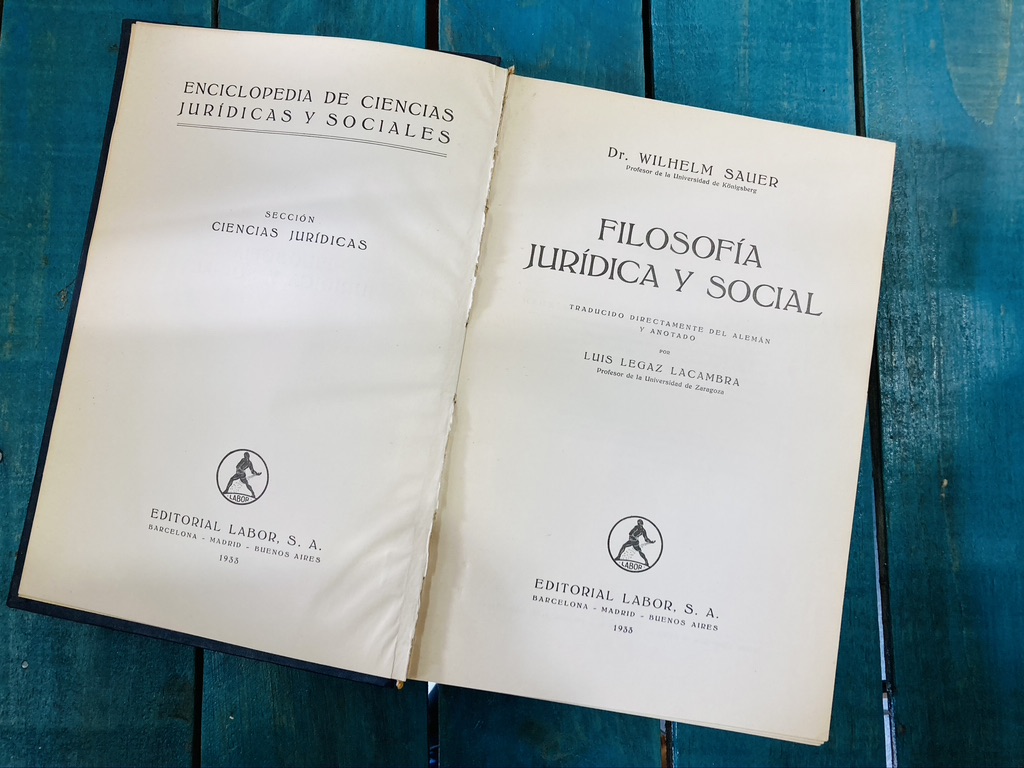 ENCICLOPEDIA DE CIENCIAS
JURÍDICAS Y SOCIALES
SECCIÓN
CIENCIAS JURÍDICAS
LABOR
EDITORIAL LABOR, S. A.
BARCELONA - MADRID - BUENOS AIRES
1933
Dr. WILHELM SAUER
Profesor de la Universidad de Königsberg
FILOSOFÍA
JURÍDICA Y SOCIAL
TRADUCIDO DIRECTAMENTE DEL ALEMÁN
Y ANOTADO
POR
LUIS LEGAZ LACAMBRA
Profesor de la Universidad de Zaragoza
LABOR
EDITORIAL LABOR, S. A.
BARCELONA - MADRID - BUENOS AIRES
1933